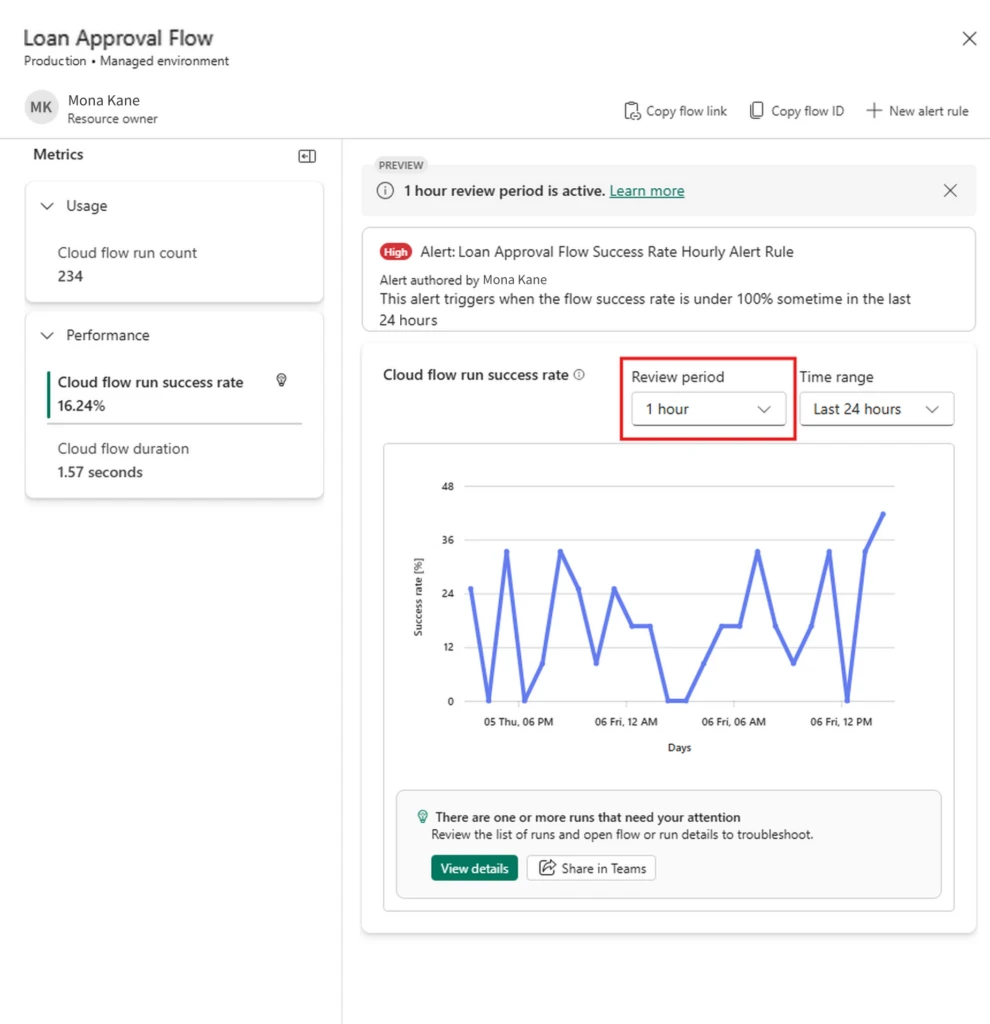 Loan Approval Flow
Production • Managed environment
MK
Mona Kane
Resource owner
Copy flow link
Copy flow ID
New alert rule
Metrics
Usage
Cloud flow run count
234
Performance
Cloud flow run success rate
16.24%
Cloud flow duration
1.57 seconds
PREVIEW
1 hour review period is active. Learn more
High Alert: Loan Approval Flow Success Rate Hourly Alert Rule
Alert authored by Mona Kane
This alert triggers when the flow success rate is under 100% sometime in the last
24 hours
Cloud flow run success rate
Review period
1 hour
Time range
Last 24 hours
48
36
24
12
0
Success rate [%]
05 Thu, 06 PM
06 Fri, 12 AM
06 Fri, 06 AM
06 Fri, 12 PM
Days
There are one or more runs that need your attention
Review the list of runs and open flow or run details to troubleshoot.
View details
Share in Teams